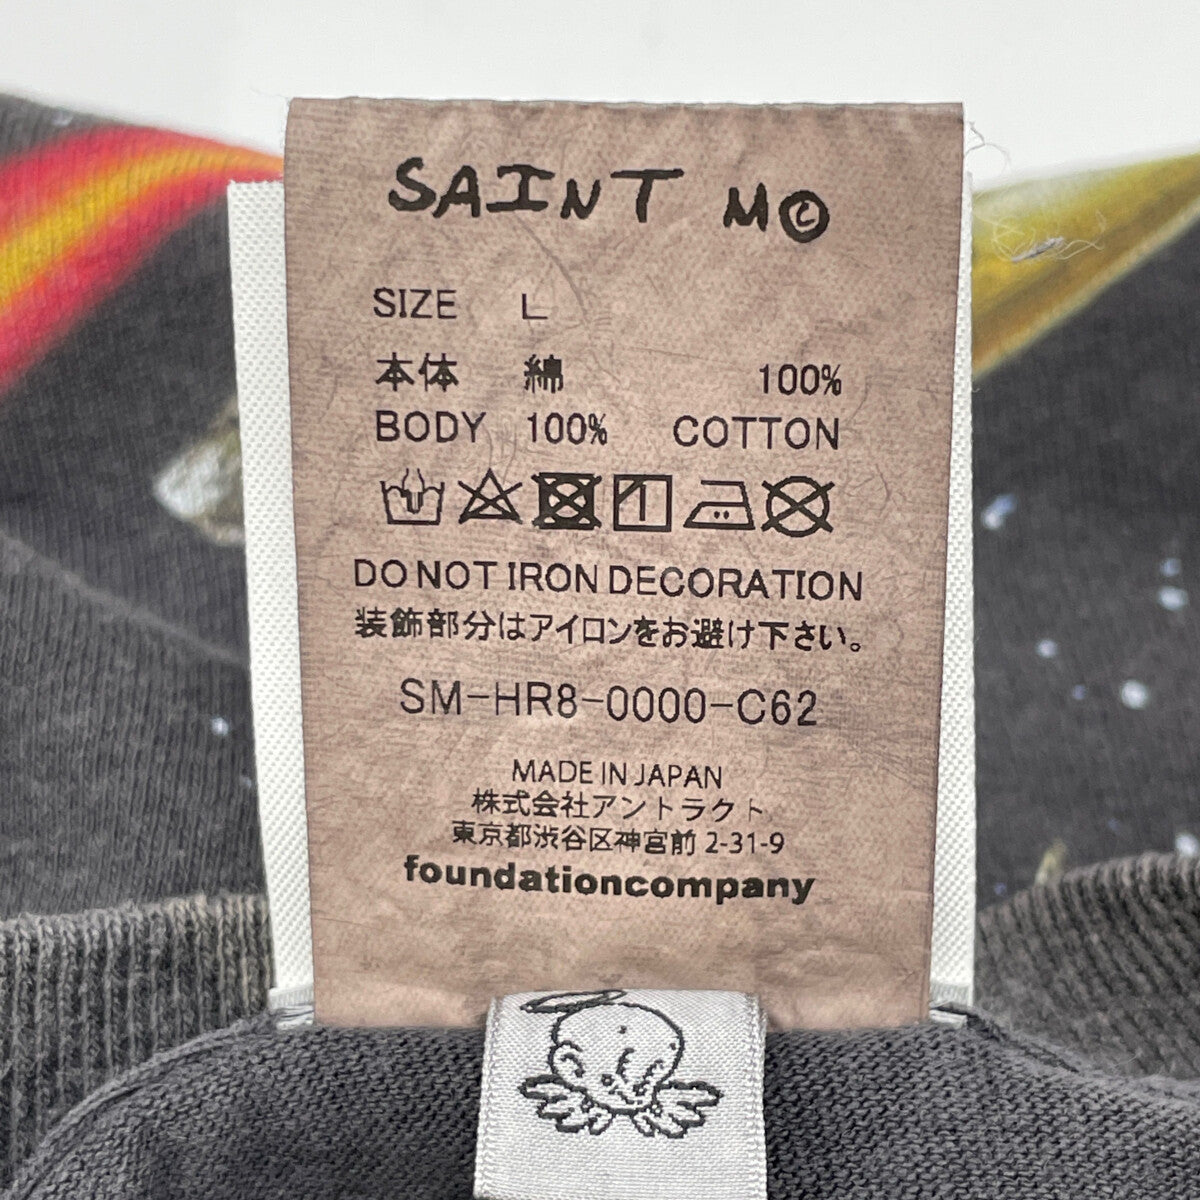 SAINT M©
SIZE L
本体 綿 100%
BODY 100% COTTON
DO NOT IRON DECORATION
装飾部分はアイロンをお避け下さい。
SM-HR8-0000-C62
MADE IN JAPAN
株式会社アントラクト
東京都渋谷区神宮前 2-31-9
foundationcompany